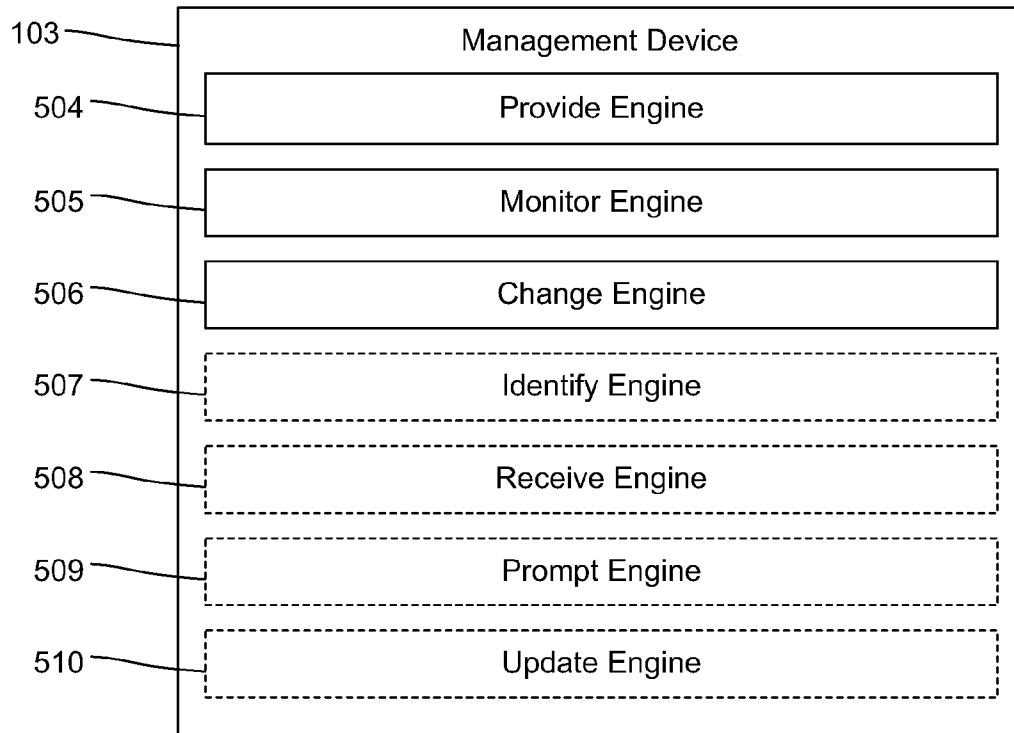 103
Management Device
504
Provide Engine
505
Monitor Engine
506
Change Engine
507
Identify Engine
508
Receive Engine
509
Prompt Engine
510
Update Engine